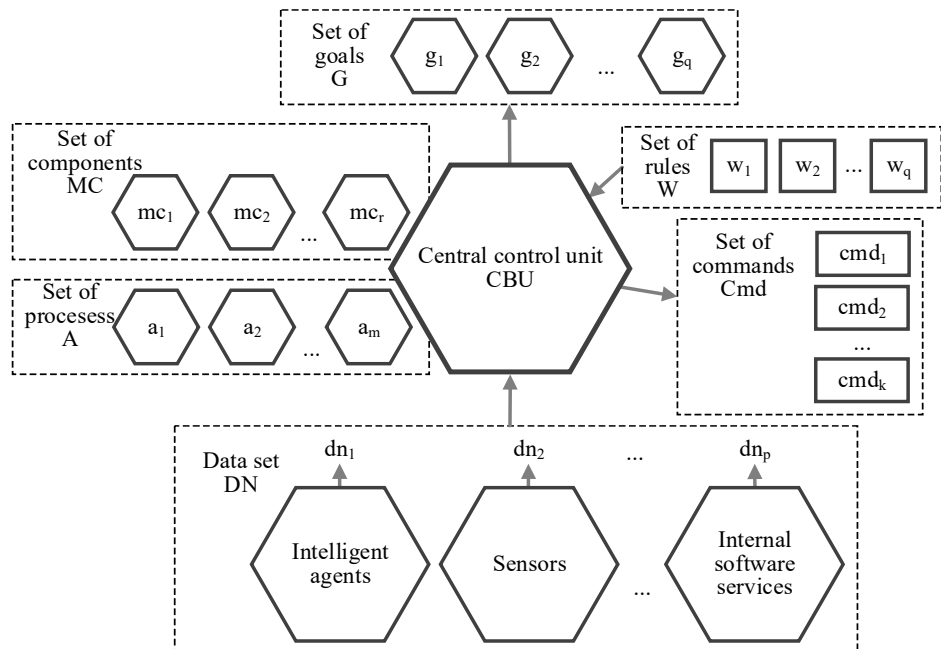 Set of
goals
G
g1
g2
...
gq
Set of
components
MC
mc1
mc2
...
mcr
Set of
rules
W
w1
w2
...
wq
Central control unit
CBU
Set of
commands
Cmd
cmd1
cmd2
...
cmdk
Set of
procesess
A
a1
a2
...
am
Data set
DN
dn1
dn2
...
dnp
Intelligent
agents
Sensors
...
Internal
software
services